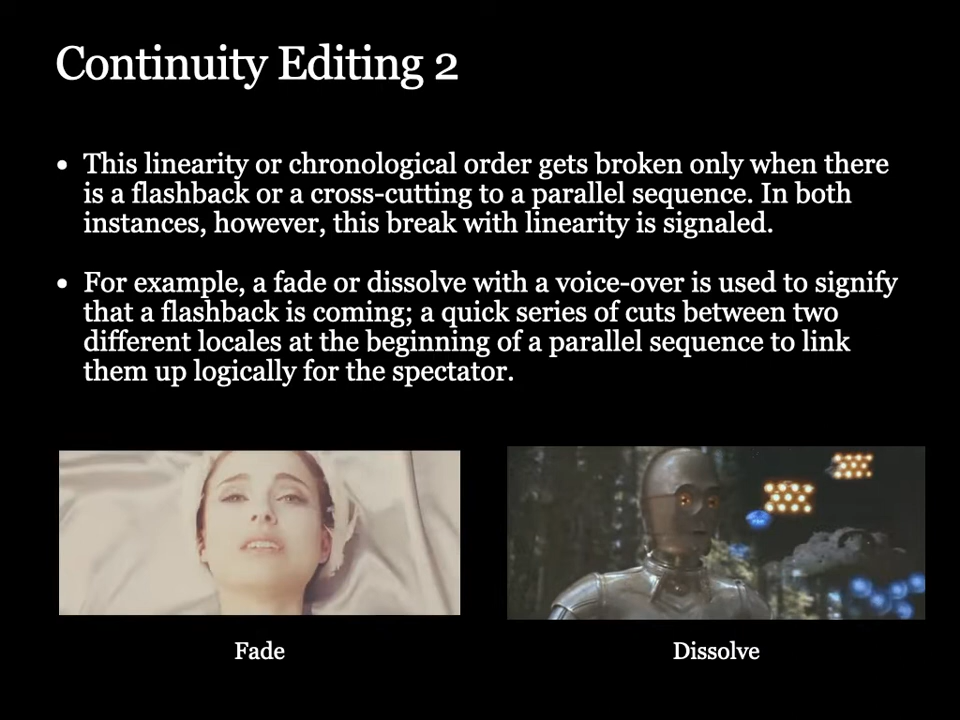 Continuity Editing 2
• This linearity or chronological order gets broken only when there
is a flashback or a cross-cutting to a parallel sequence. In both
instances, however, this break with linearity is signaled.
• For example, a fade or dissolve with a voice-over is used to signify
that a flashback is coming; a quick series of cuts between two
different locales at the beginning of a parallel sequence to link
them up logically for the spectator.
Fade
Dissolve